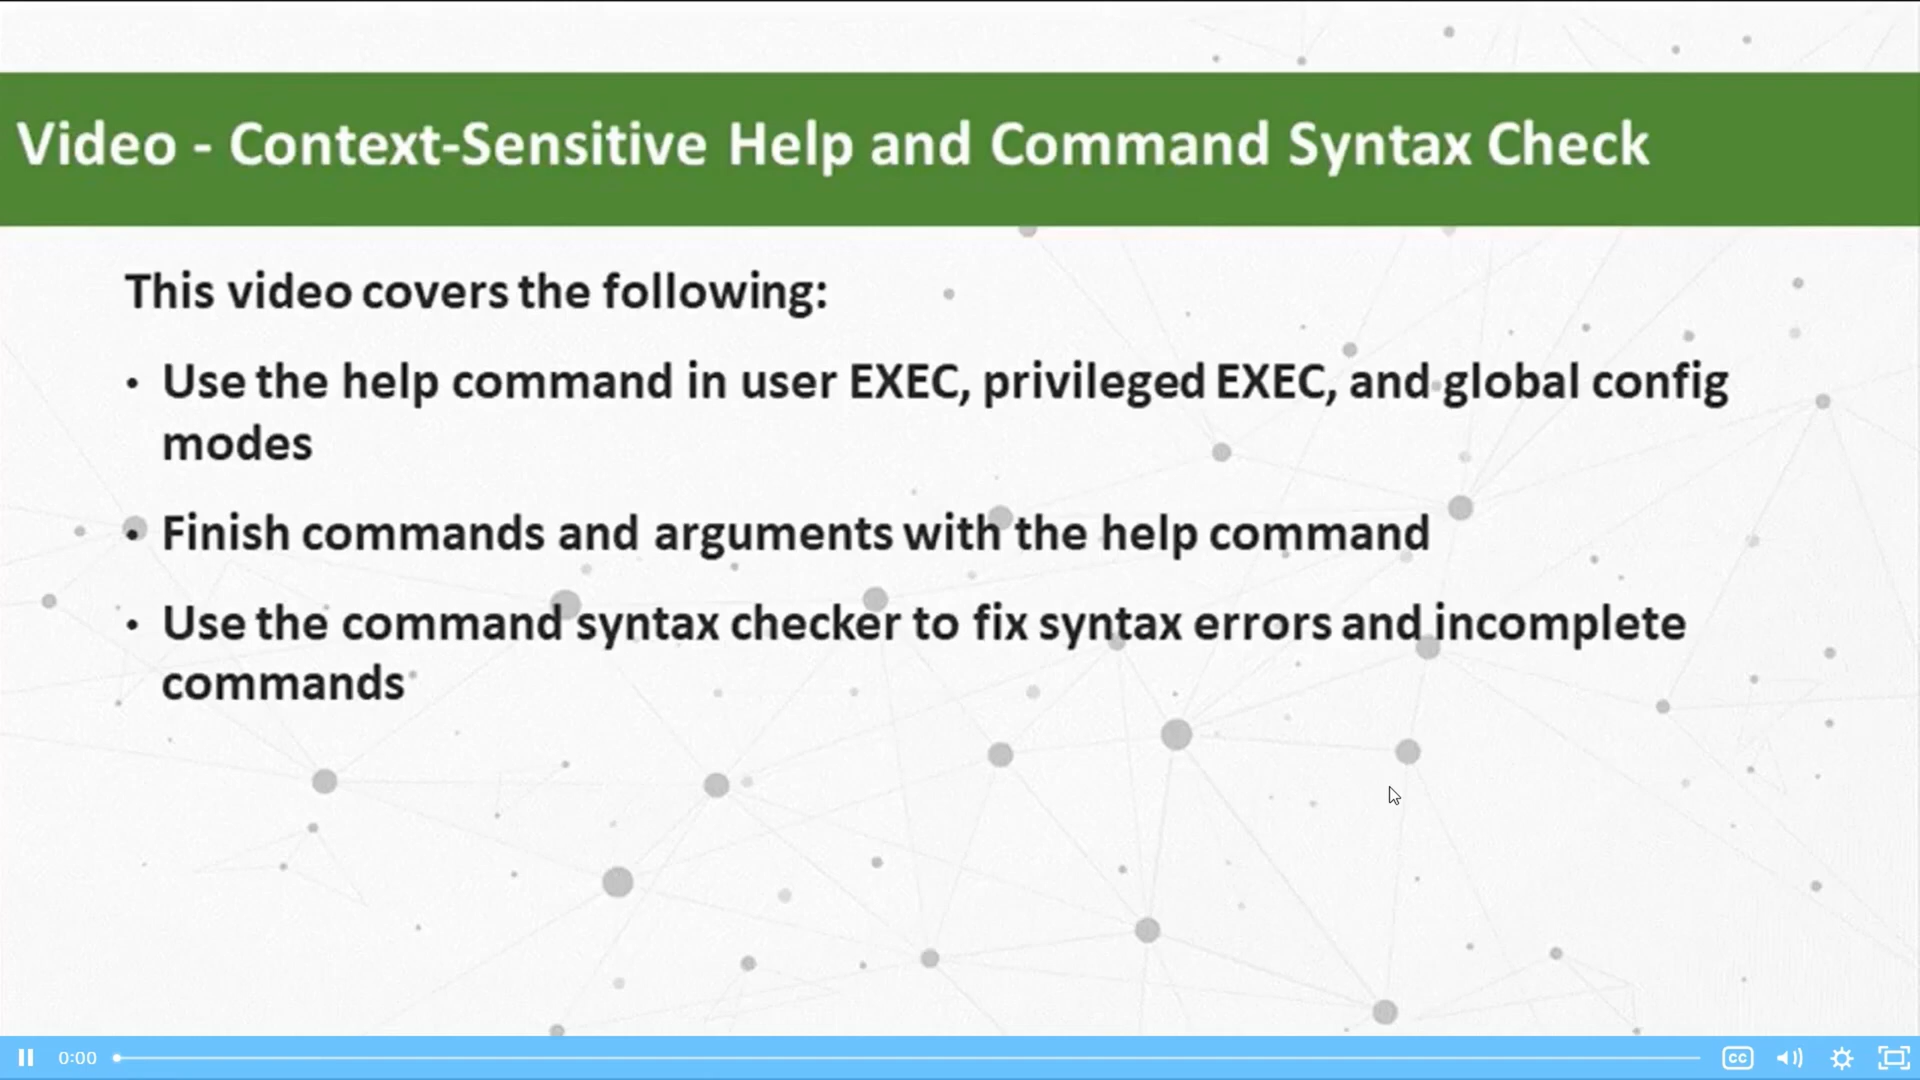 Video - Context-Sensitive Help and Command Syntax Check
This video covers the following:
• Use the help command in user EXEC, privileged EXEC, and global config
modes
• Finish commands and arguments with the help command
• Use the command syntax checker to fix syntax errors and incomplete
commands
0:00
CC